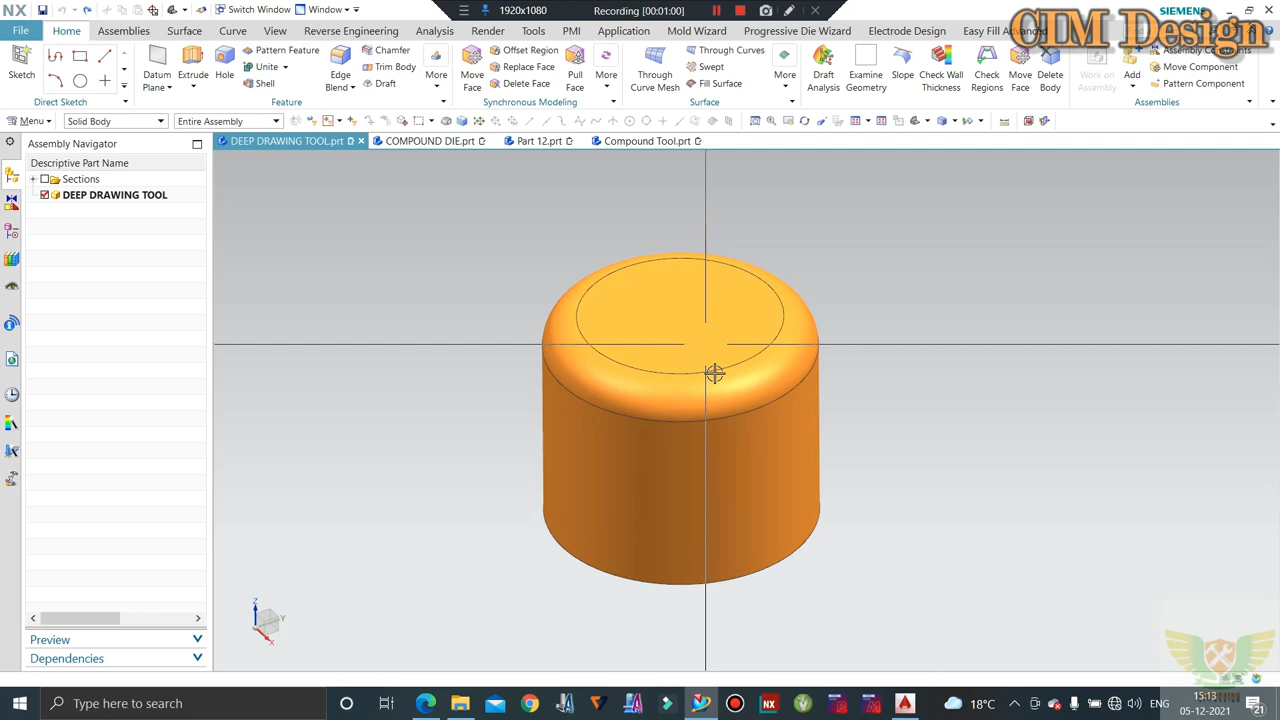 NX Switch Window Window 1920x1080 Recording [00:01:00] SIEMENS
CIM Design
File Home Assemblies Surface Curve View Reverse Engineering Analysis Render Tools PMI Application Mold Wizard Progressive Die Wizard Electrode Design Easy Fill Advanced
Pattern Feature Chamfer Offset Region Through Curves Assembly Constraints
Unite Trim Body Replace Face Swept Move Component
Shell Draft Delete Face Fill Surface Pattern Component
Sketch Datum Plane Extrude Hole Edge Blend More Move Face Pull Face More Through Curve Mesh More Draft Analysis Examine Geometry Slope Check Wall Thickness Check Regions Move Face Delete Body Work on Assembly Add
Direct Sketch Feature Synchronous Modeling Surface Assemblies
Menu Solid Body Entire Assembly
Assembly Navigator DEEP DRAWING TOOL.prt COMPOUND DIE.prt Part 12.prt Compound Tool.prt
Descriptive Part Name
Sections
DEEP DRAWING TOOL
Z
Y
X
Preview
Dependencies
CIM DESIGN
Type here to search 18°C ENG 15:13
05-12-2021 21